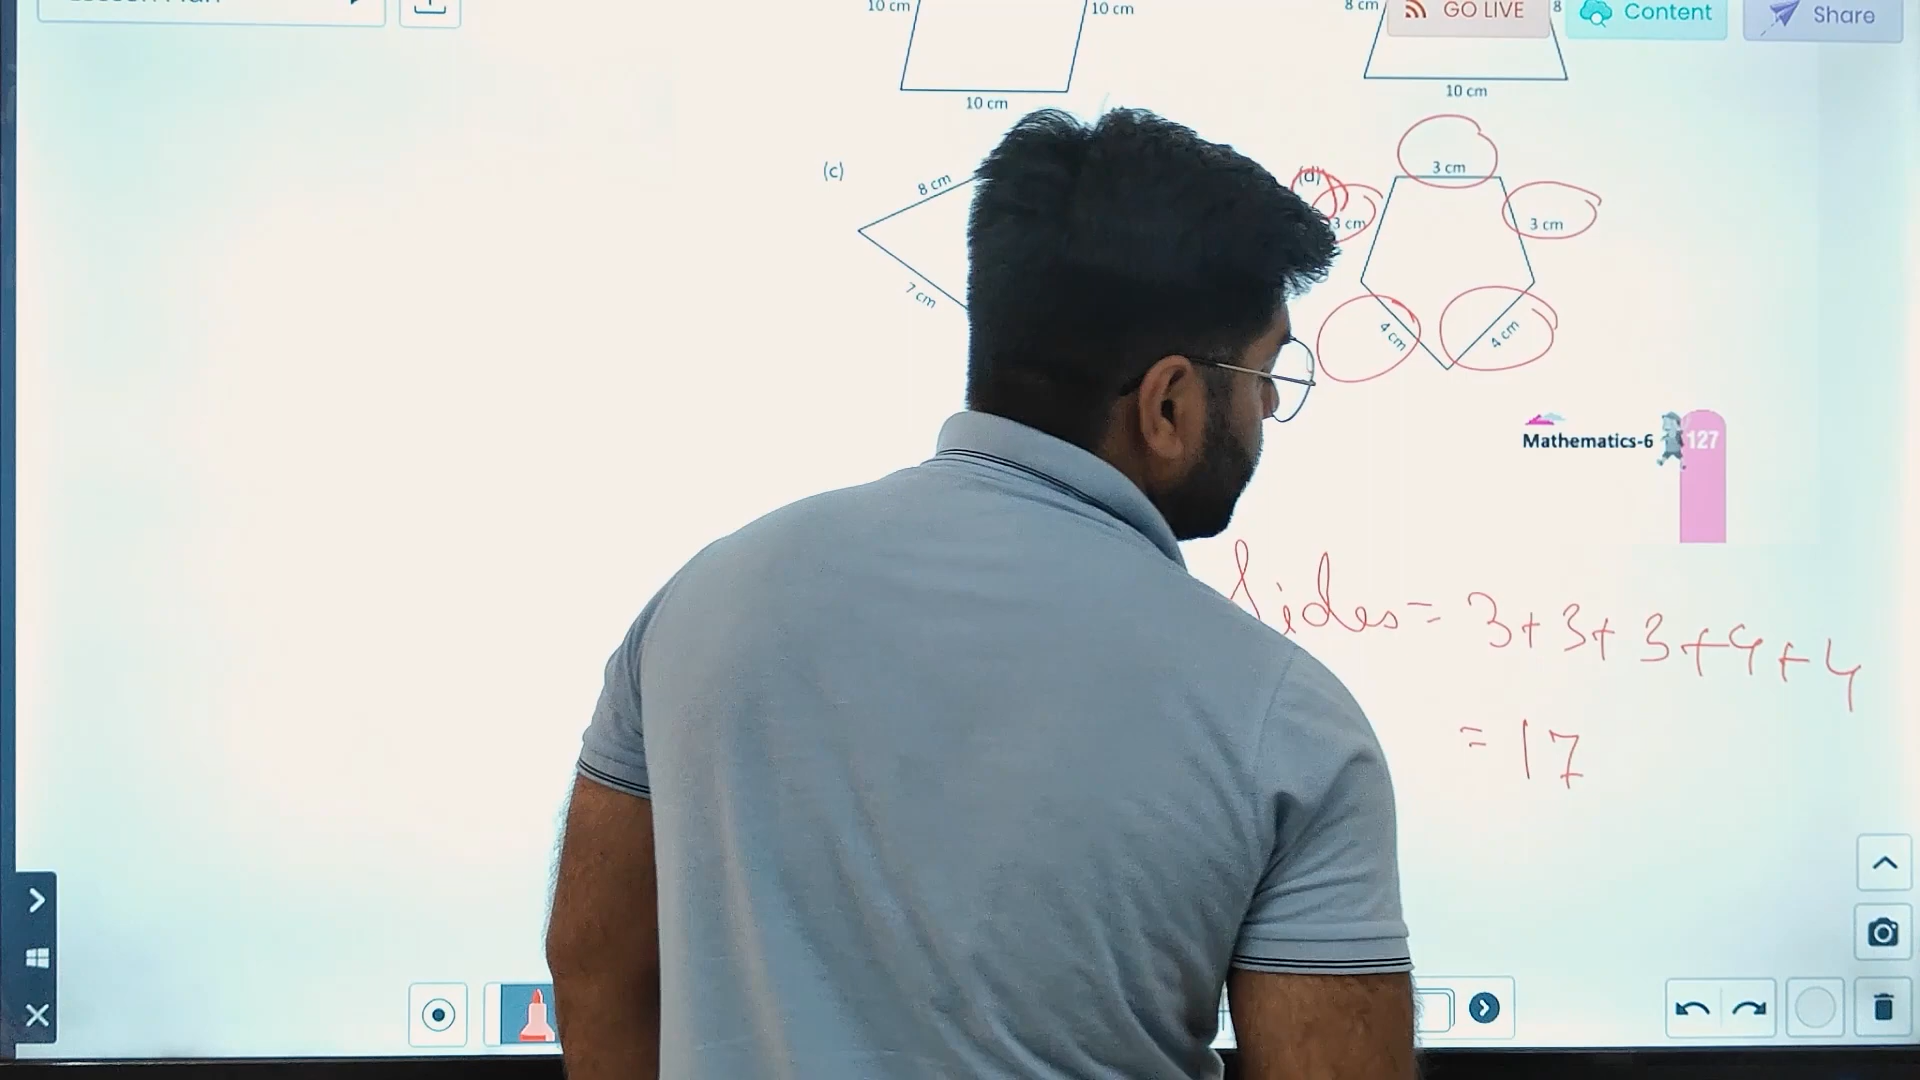 10 cm
10 cm
10 cm
8 cm
GO LIVE
8
Content
Share
10 cm
(c)
8 cm
7 cm
(d)
3 cm
3 cm
3 cm
4 cm
4 cm
Mathematics-6
127
Sides = 3+3+3+4+4
= 17